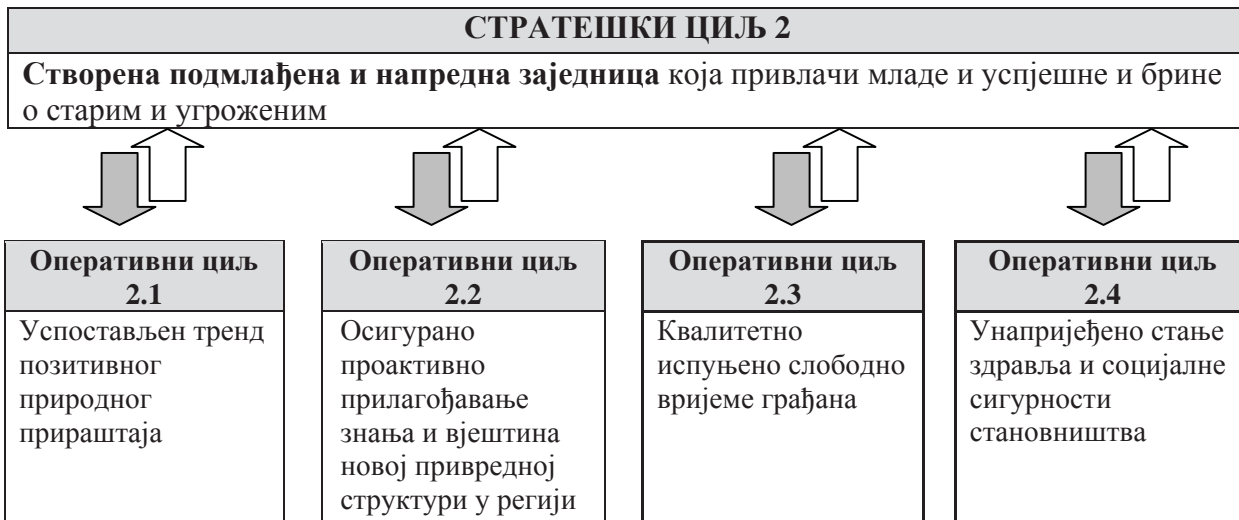 СТРАТЕШКИ ЦИЉ 2
Створена подмлађена и напредна заједница која привлачи младе и успјешне и брине
о старим и угроженим
Оперативни циљ
2.1
Успостављен тренд
позитивног
природног
прираштаја
Оперативни циљ
2.2
Осигурано
проактивно
прилагођавање
знања и вјештина
новој привредној
структури у регији
Оперативни циљ
2.3
Квалитетно
испуњено слободно
вријеме грађана
Оперативни циљ
2.4
Унапријеђено стање
здравља и социјалне
сигурности
становништва